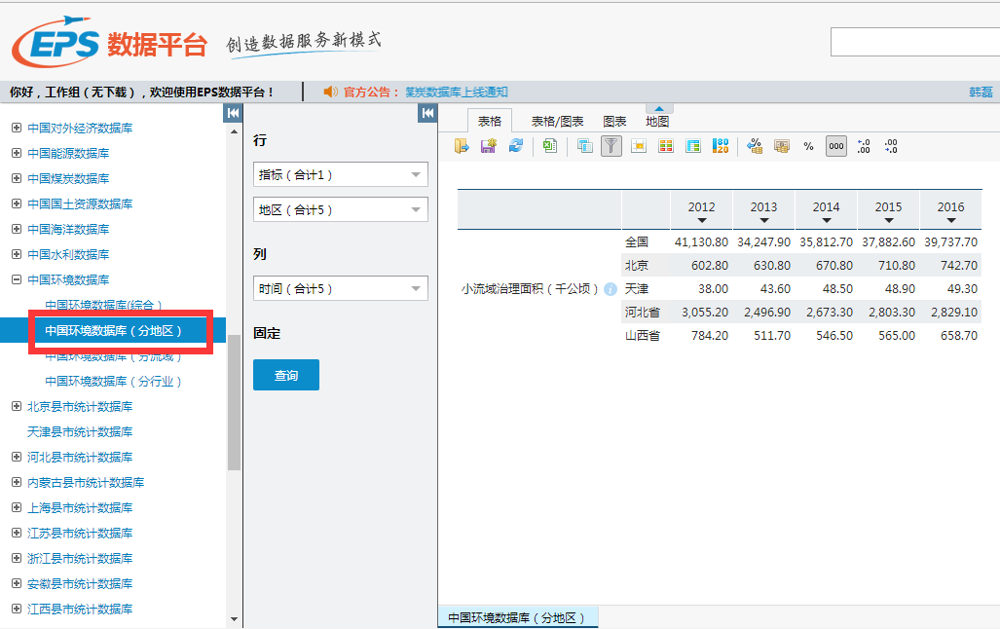 EPS 数据平台 创造数据服务新模式
你好，工作组（无下载），欢迎使用EPS数据平台！ 官方公告： 煤炭数据库上线通知 韩磊
中国对外经济数据库
中国能源数据库
中国煤炭数据库
中国国土资源数据库
中国海洋数据库
中国水利数据库
中国环境数据库
中国环境数据库(综合）
中国环境数据库（分地区）
中国环境数据库（分流域）
中国环境数据库（分行业）
北京县市统计数据库
天津县市统计数据库
河北县市统计数据库
内蒙古县市统计数据库
上海县市统计数据库
江苏县市统计数据库
浙江县市统计数据库
安徽县市统计数据库
江西县市统计数据库
行
指标（合计1）
地区（合计5）
列
时间（合计5）
固定
查询
表格 表格/图表 图表 地图
% 000 +.0 .00 .00 +.0
2012 2013 2014 2015 2016
小流域治理面积（千公顷）
全国 41,130.80 34,247.90 35,812.70 37,882.60 39,737.70
北京 602.80 630.80 670.80 710.80 742.70
天津 38.00 43.60 48.50 48.90 49.30
河北省 3,055.20 2,496.90 2,673.30 2,803.30 2,829.10
山西省 784.20 511.70 546.50 565.00 658.70
中国环境数据库（分地区）